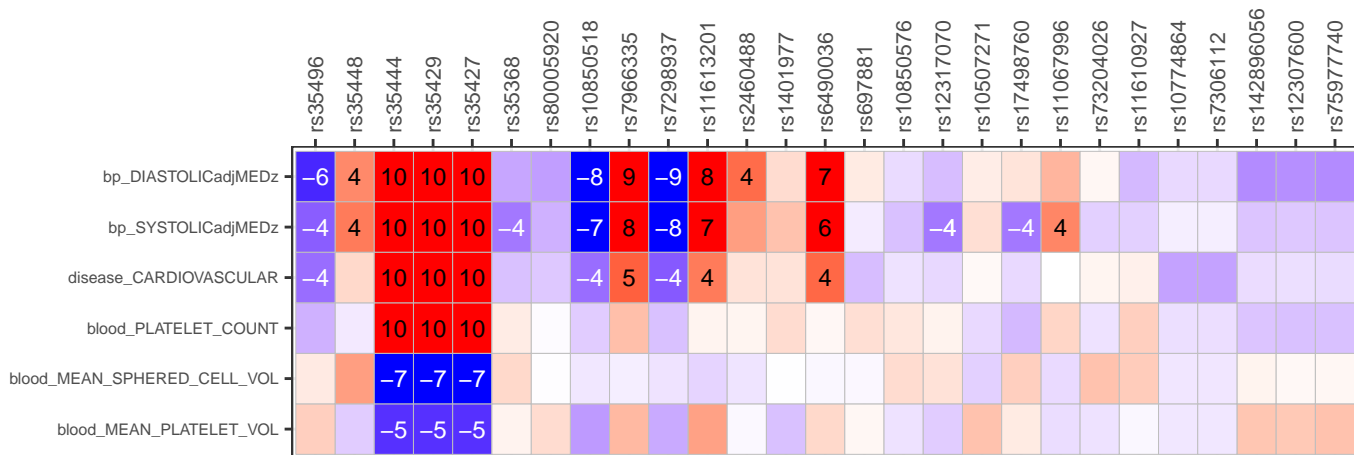 rs35496 rs35448 rs35444 rs35429 rs35427 rs35368 rs80005920 rs10850518 rs7966335 rs72989337 rs11613201 rs2460488 rs1401977 rs6490036 rs697881 rs10850576 rs12317070 rs10507271 rs17498760 rs11067996 rs73204026 rs11610927 rs10774864 rs7306112 rs142896056 rs12307600 rs75977740
bp_DIASTOLICadjMEDz −6 4 10 10 10 −8 9 −9 8 4 7
bp_SYSTOLICadjMEDz −4 4 10 10 10 −4 −7 8 −8 7 6 −4 −4 4
disease_CARDIOVASCULAR −4 10 10 10 −4 5 −4 4 4
blood_PLATELET_COUNT 10 10 10
blood_MEAN_SPHERED_CELL_VOL −7 −7 −7
blood_MEAN_PLATELET_VOL −5 −5 −5